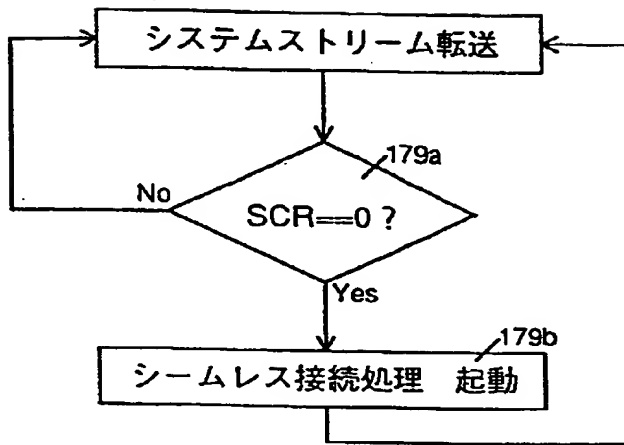 システムストリーム転送
179a
No
SCR==0?
Yes
179b
シームレス接続処理 起動